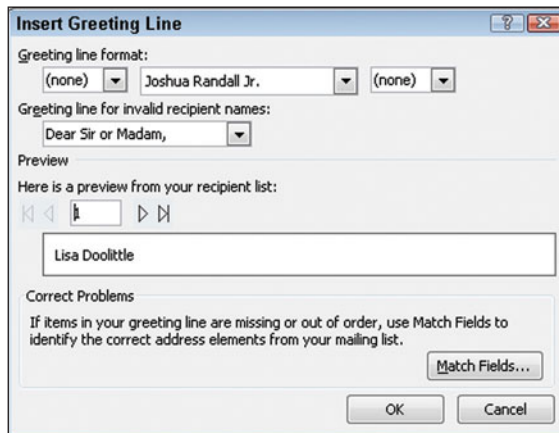 Insert Greeting Line
Greeting line format:
(none) Joshua Randall Jr. (none)
Greeting line for invalid recipient names:
Dear Sir or Madam,
Preview
Here is a preview from your recipient list:
1
Lisa Doolittle
Correct Problems
If items in your greeting line are missing or out of order, use Match Fields to
identify the correct address elements from your mailing list.
Match Fields...
OK Cancel